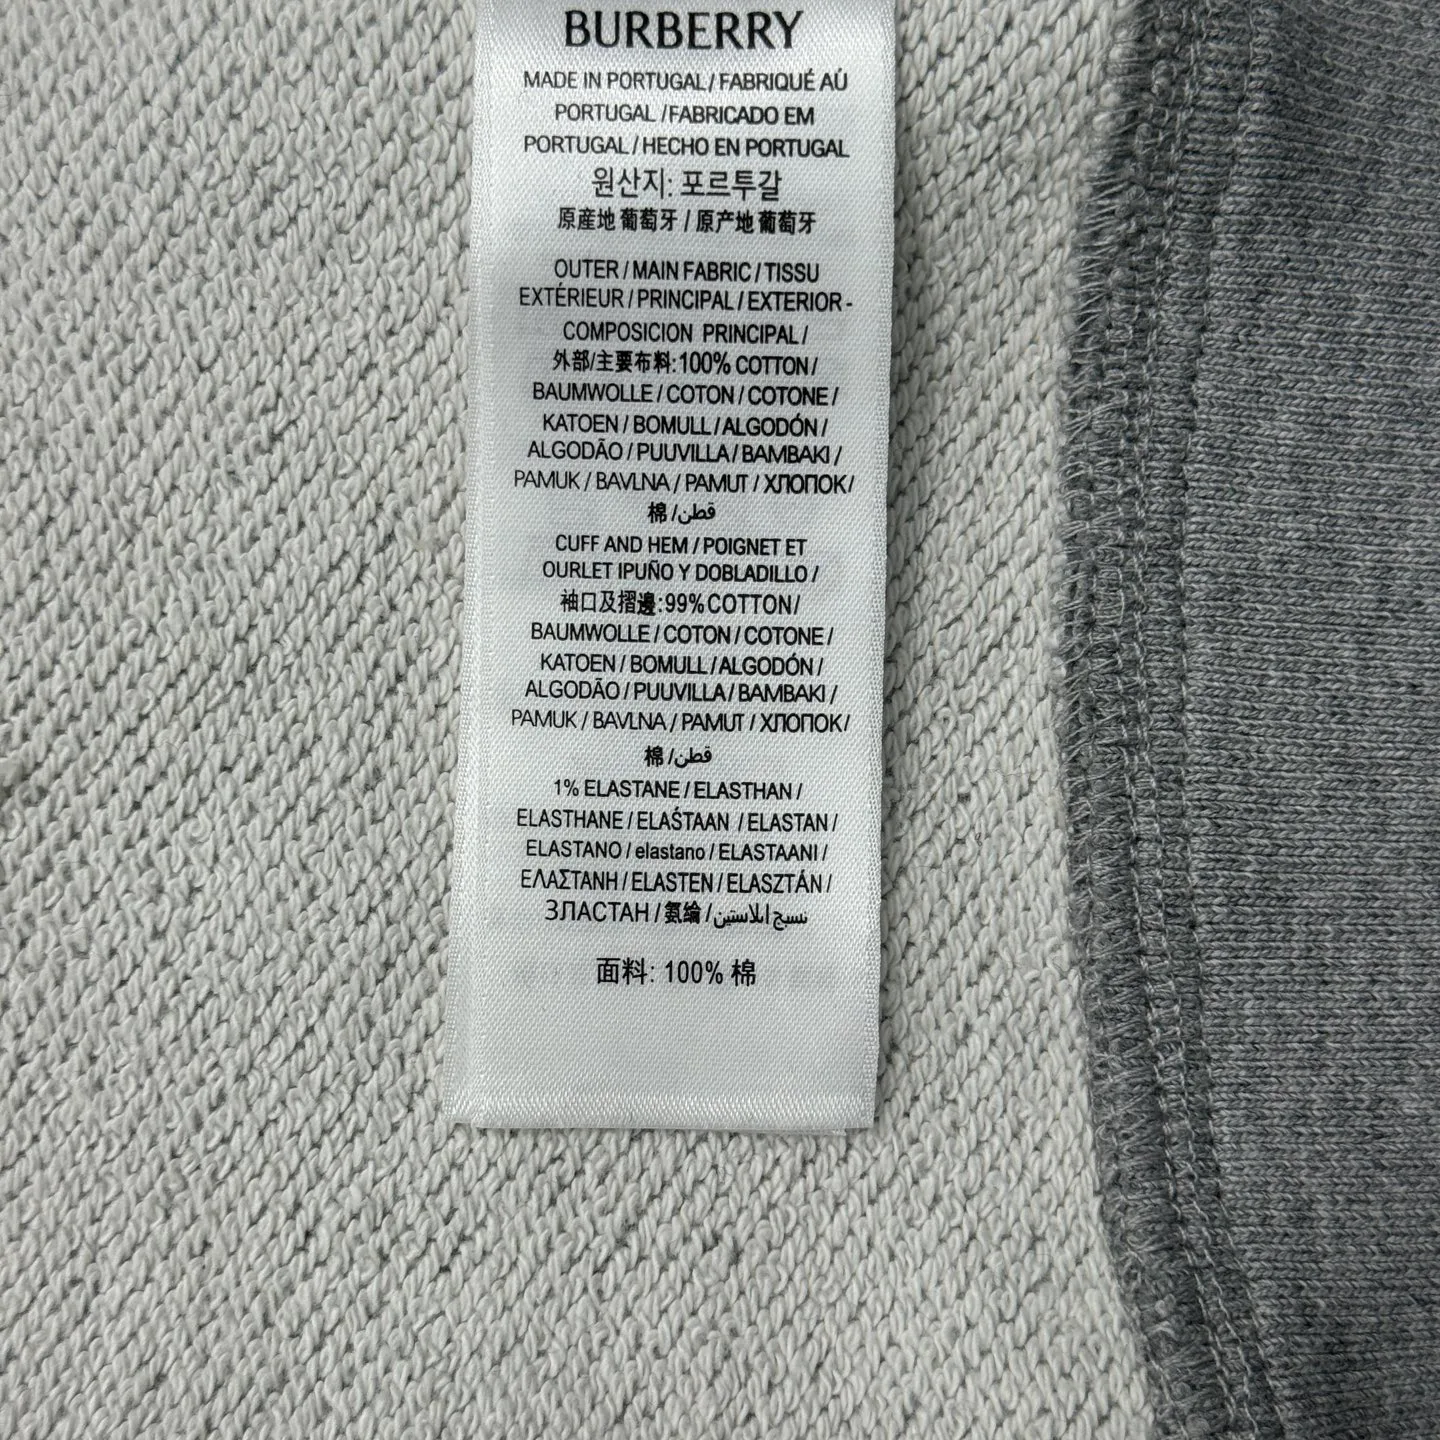 BURBERRY
MADE IN PORTUGAL / FABRIQUÉ AÚ
PORTUGAL /FABRICADO EM
PORTUGAL / HECHO EN PORTUGAL
원산지: 포르투갈
原産地 葡萄牙 / 原产地 葡萄牙
OUTER / MAIN FABRIC / TISSU
EXTÉRIEUR / PRINCIPAL / EXTERIOR -
COMPOSICION PRINCIPAL /
外部/主要布料:100% COTTON /
BAUMWOLLE / COTON / COTONE /
KATOEN / BOMULL / ALGODÓN /
ALGODÃO / PUUVILLA / BAMBAKI /
PAMUK / BAVLNA / PAMUT / ХЛОПОК/
棉 /قطن
CUFF AND HEM / POIGNET ET
OURLET IPUÑO Y DOBLADILLO /
袖口及摺邊:99% COTTON/
BAUMWOLLE / COTON / COTONE /
KATOEN / BOMULL / ALGODÓN /
ALGODÃO / PUUVILLA / BAMBAKI /
PAMUK / BAVLNA / PAMUT / ХЛОПОК/
棉 /قطن
1% ELASTANE / ELASTHAN /
ELASTHANE / ELAŚTAAN / ELASTAN /
ELASTANO / elastano / ELASTAANI /
ΕΛΑΣΤΑΝΗ / ELASTEN / ELASZTÁN /
ЗЛАСТАН / 氨纶 /نسيج ايلاستين
面料: 100% 棉